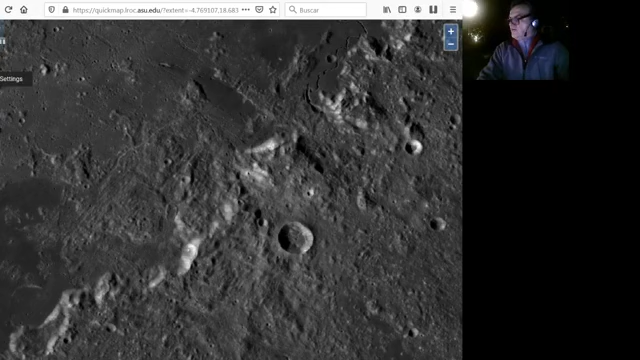 https://quickmap.lroc.asu.edu/?extent=-4.769107,18.683
Buscar
+
−
Settings